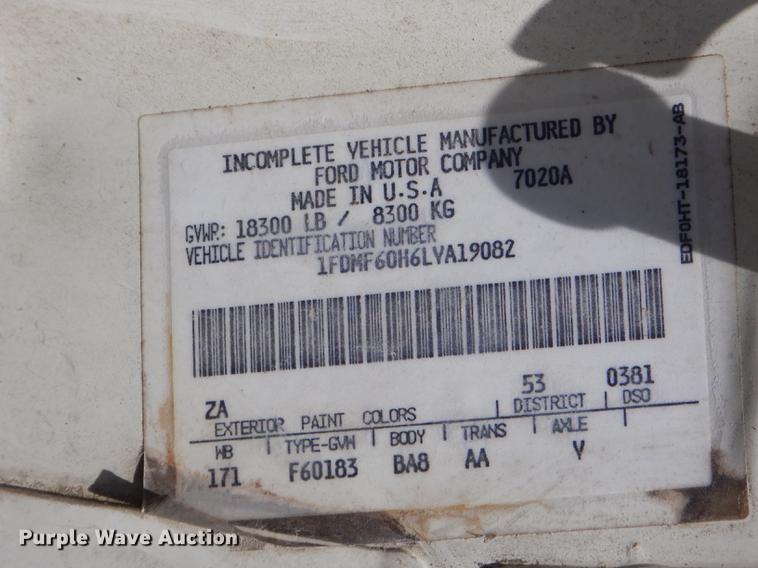 INCOMPLETE VEHICLE MANUFACTURED BY
FORD MOTOR COMPANY
MADE IN U.S.A 7020A
GVWR: 18300 LB / 8300 KG
VEHICLE IDENTIFICATION NUMBER
1FDMF60H6LVA19082
EDF0HT-18173-AB
ZA 53 0381
EXTERIOR PAINT COLORS DISTRICT DSO
WB TYPE-GVW BODY TRANS AXLE
171 F60183 BA8 AA Y
Purple Wave Auction